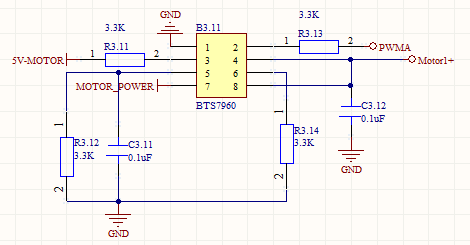 GND
3.3K
B3.11
3.3K
R3.11
1
2
1
2
R3.13
1
2
PWMA
5V-MOTOR
3
4
Motor1+
5
6
MOTOR_POWER
7
8
BTS7960
1
R3.12
3.3K
2
C3.11
0.1uF
1
R3.14
3.3K
2
C3.12
0.1uF
GND
GND